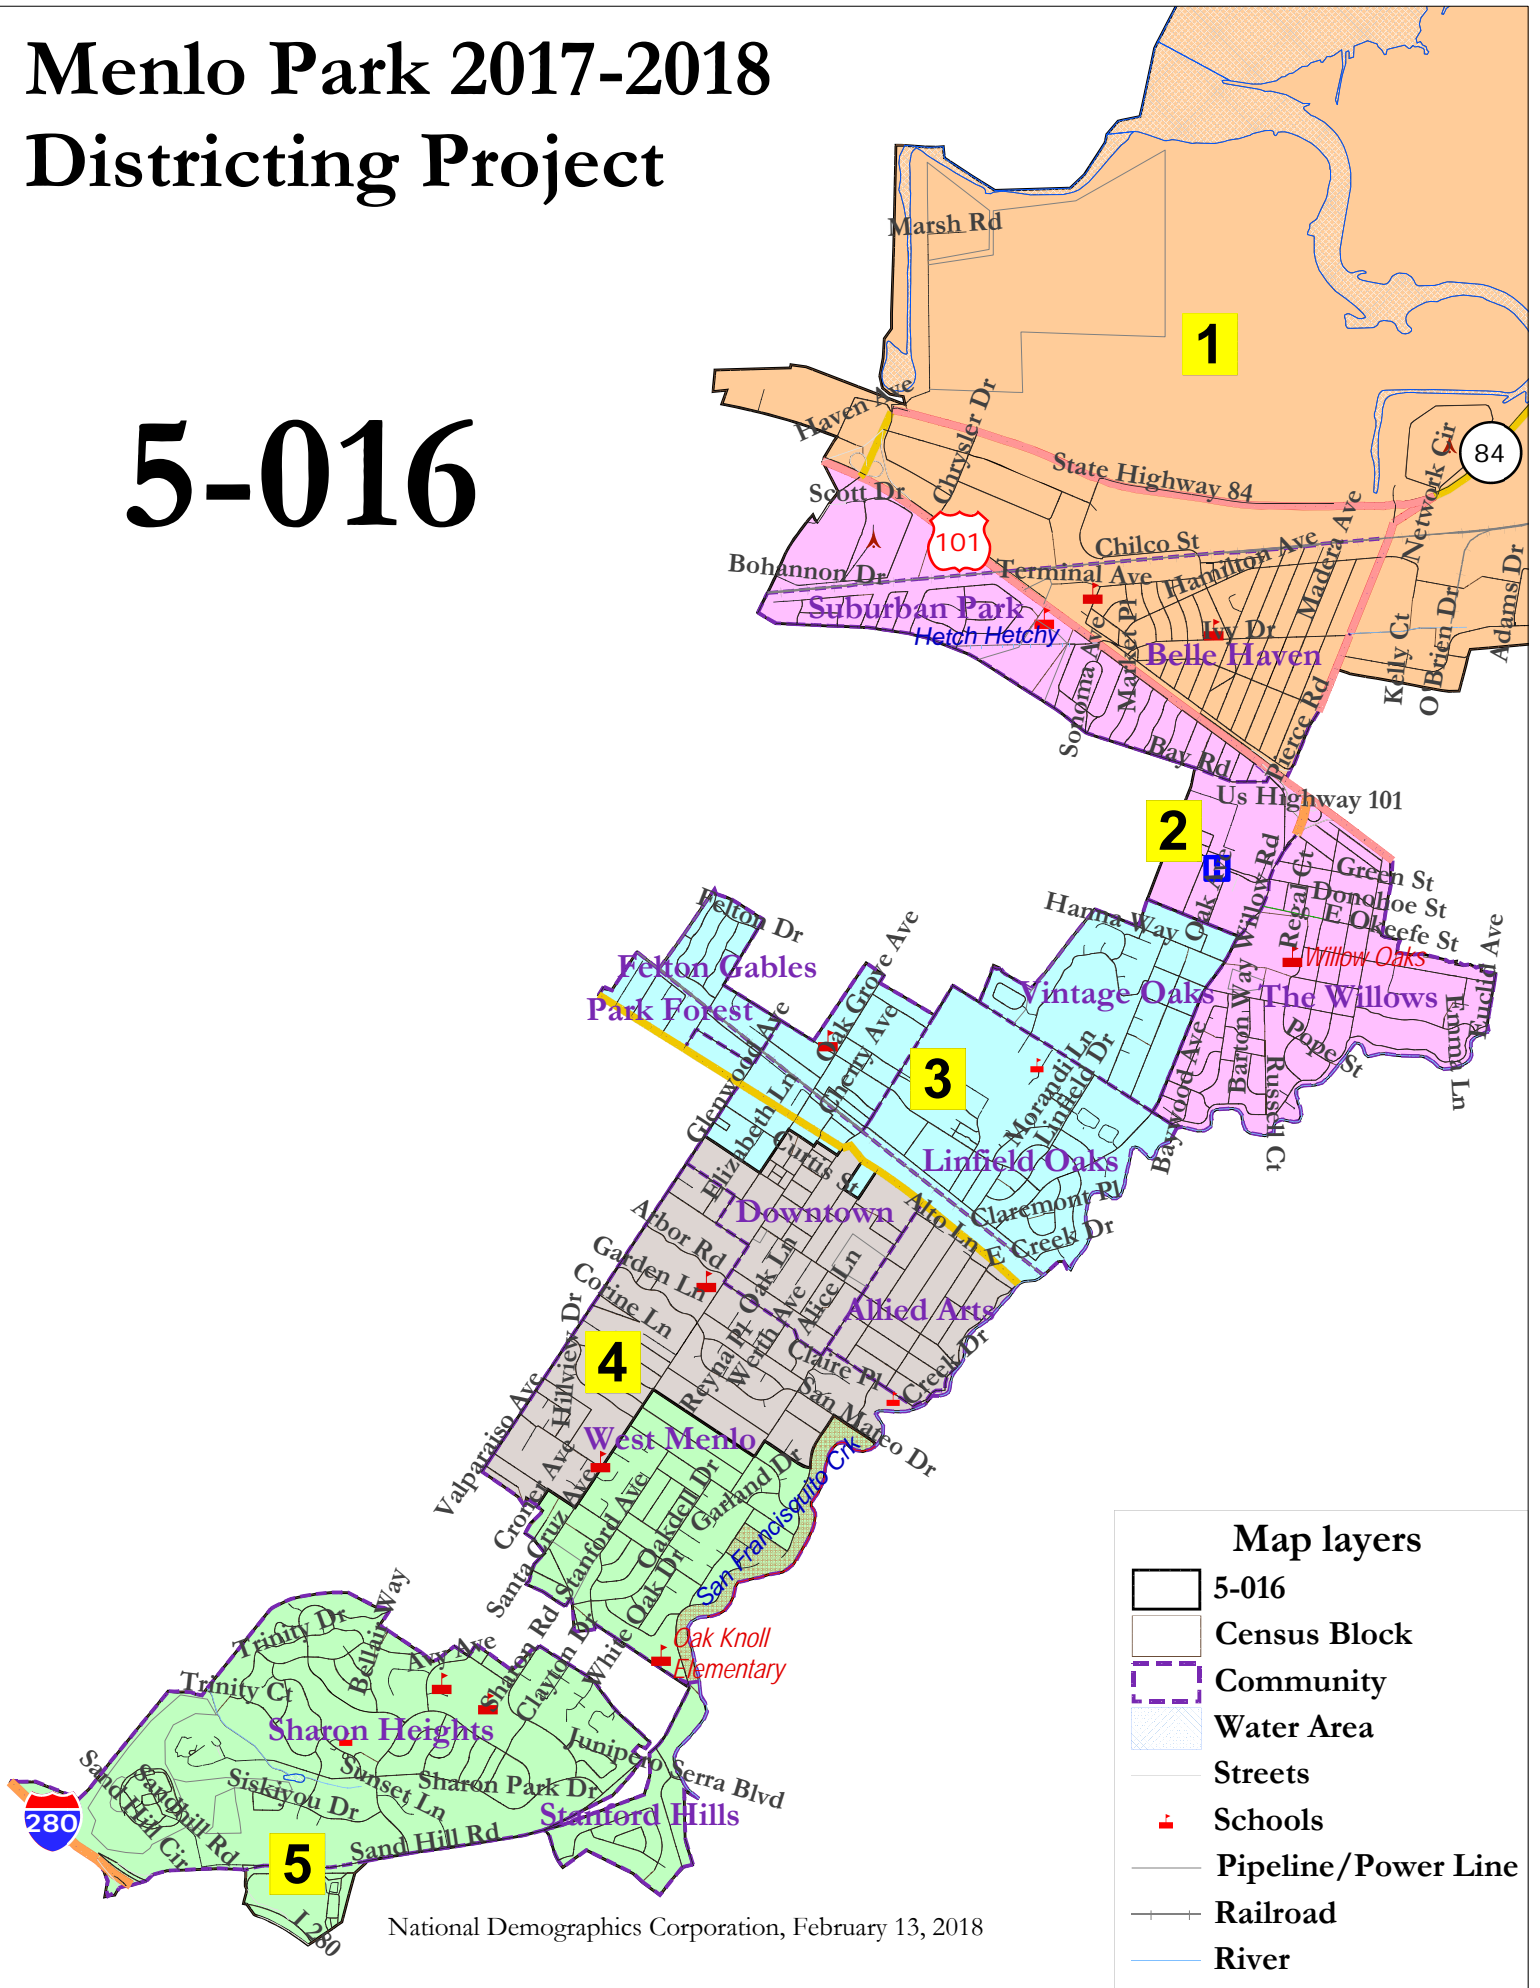 Menlo Park 2017-2018
Districting Project
5-016
Marsh Rd
1
Haven Ave
Chrysler Dr
State Highway 84
84
Network Cir
Scott Dr
101
Chilco St
Madera Ave
Hamilton Ave
Bohannon Dr
Terminal Ave
Adams Dr
Suburban Park
Hetch Hetchy
Market Pl
Ivy Dr
Belle Haven
Kelly Ct
O'Brien Dr
Sonoma Ave
Pierce Rd
Bay Rd
Us Highway 101
2
H
Oak Ave
Willow Rd
Regal Ct
Green St
Donohoe St
E Okeefe St
Hanna Way
Felton Dr
Felton Gables
Oak Grove Ave
Willow Oaks
Euclid Ave
Park Forest
Vintage Oaks
The Willows
Barton Way
Emma Ln
Glenwood Ave
Cherry Ave
3
Morandi Ln
Linfield Dr
Baywood Ave
Pope St
Russell Ct
Elizabeth Ln
Curtis St
Linfield Oaks
Claremont Pl
Downtown
Alto Ln
E Creek Dr
Arbor Rd
Garden Ln
Corine Ln
Oak Ln
Alice Ln
Allied Arts
Hillview Dr
4
Reyna Pl
Werth Ave
Claire Pl
Creek Dr
San Mateo Dr
Valparaiso Ave
West Menlo
Croner Ave
Santa Cruz Ave
Stanford Ave
Oakdell Dr
Garland Dr
San Francisquito Crk
Oak Dr
White
Oak Knoll
Elementary
Trinity Dr
Bellair Way
Avy Ave
Sharon Rd
Clayton Dr
Trinity Ct
Sharon Heights
Junipero Serra Blvd
Sand Hill Cir
Sandhill Rd
Siskiyou Dr
Sunset Ln
Sharon Park Dr
Stanford Hills
280
Sand Hill Rd
5
I 280
National Demographics Corporation, February 13, 2018
Map layers
5-016
Census Block
Community
Water Area
Streets
Schools
Pipeline/Power Line
Railroad
River